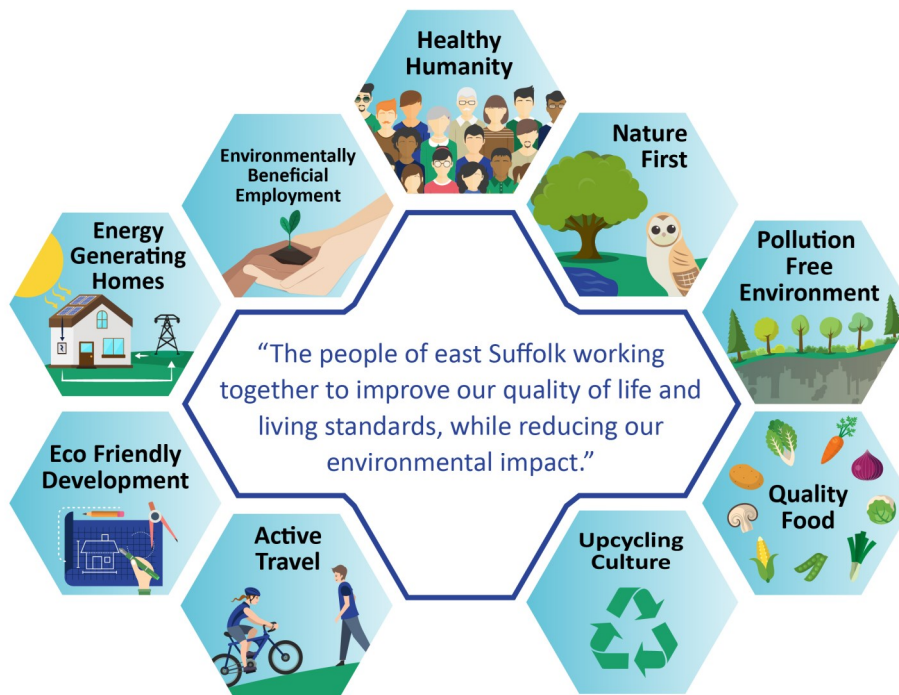 Healthy
Humanity
Nature
First
Pollution
Free
Environment
Quality
Food
Upcycling
Culture
Active
Travel
Eco Friendly
Development
Energy
Generating
Homes
Environmentally
Beneficial
Employment
“The people of east Suffolk working
together to improve our quality of life and
living standards, while reducing our
environmental impact.”